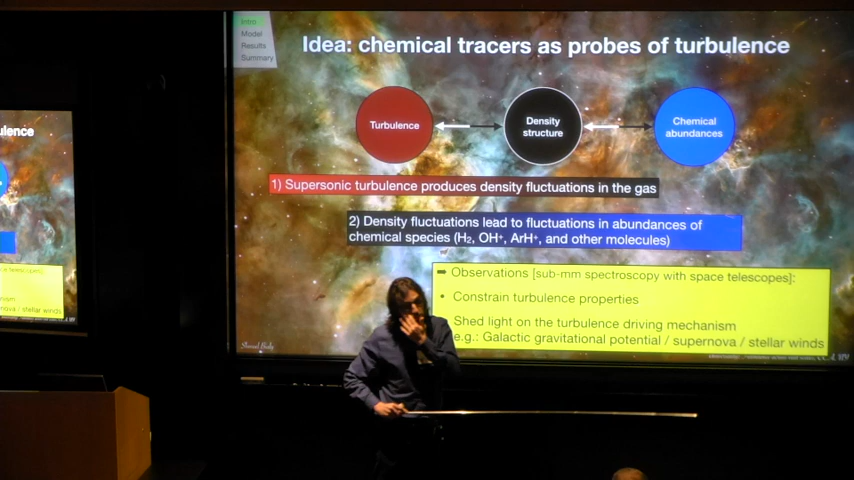 Intro
Model
Results
Summary
Idea: chemical tracers as probes of turbulence
Turbulence
Density
structure
Chemical
abundances
1) Supersonic turbulence produces density fluctuations in the gas
2) Density fluctuations lead to fluctuations in abundances of
chemical species (H₂, OH⁺, ArH⁺, and other molecules)
➡ Observations [sub-mm spectroscopy with space telescopes]:
• Constrain turbulence properties
Shed light on the turbulence driving mechanism
e.g.: Galactic gravitational potential / supernova / stellar winds
Shmuel Bialy
ulence
nova / stellar winds